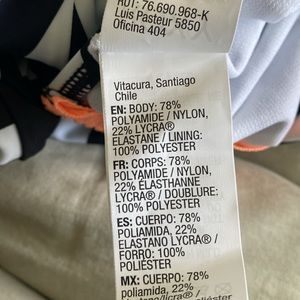 RUT: 76.690.968-K
Luis Pasteur 5850
Oficina 404
Vitacura, Santiago
Chile
EN: BODY: 78%
POLYAMIDE / NYLON,
22% LYCRA®
ELASTANE / LINING:
100% POLYESTER
FR: CORPS: 78%
POLYAMIDE / NYLON,
22% ÉLASTHANNE
LYCRA® / DOUBLURE:
100% POLYESTER
ES: CUERPO: 78%
POLIAMIDA, 22%
ELASTANO LYCRA® /
FORRO: 100%
POLIÉSTER
MX: CUERPO: 78%
poliamida, 22%